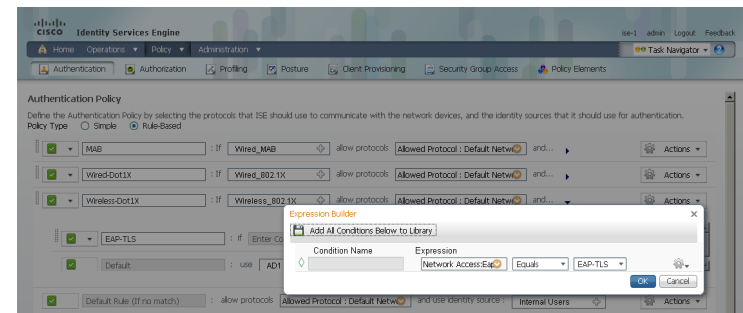 cisco Identity Services Engine
ise-1 admin Logout Feedback
Home Operations Policy Administration
Task Navigator
Authentication Authorization Profiling Posture Client Provisioning Security Group Access Policy Elements
Authentication Policy
Define the Authentication Policy by selecting the protocols that ISE should use to communicate with the network devices, and the identity sources that it should use for authentication.
Policy Type Simple Rule-Based
MAB : If Wired_MAB allow protocols Allowed Protocol : Default Netw and... Actions
Wired-Dot1X : If Wired_802.1X allow protocols Allowed Protocol : Default Netw and... Actions
Wireless-Dot1X : If Wireless_802.1X allow protocols Allowed Protocol : Default Netw and... Actions
Expression Builder
Add All Conditions Below to Library
EAP-TLS : If Enter Co
Condition Name Expression
Default : use AD1
Network Access:Eap Equals EAP-TLS
OK Cancel
Default Rule (If no match) : allow protocols Allowed Protocol : Default Netw and use identity source : Internal Users Actions